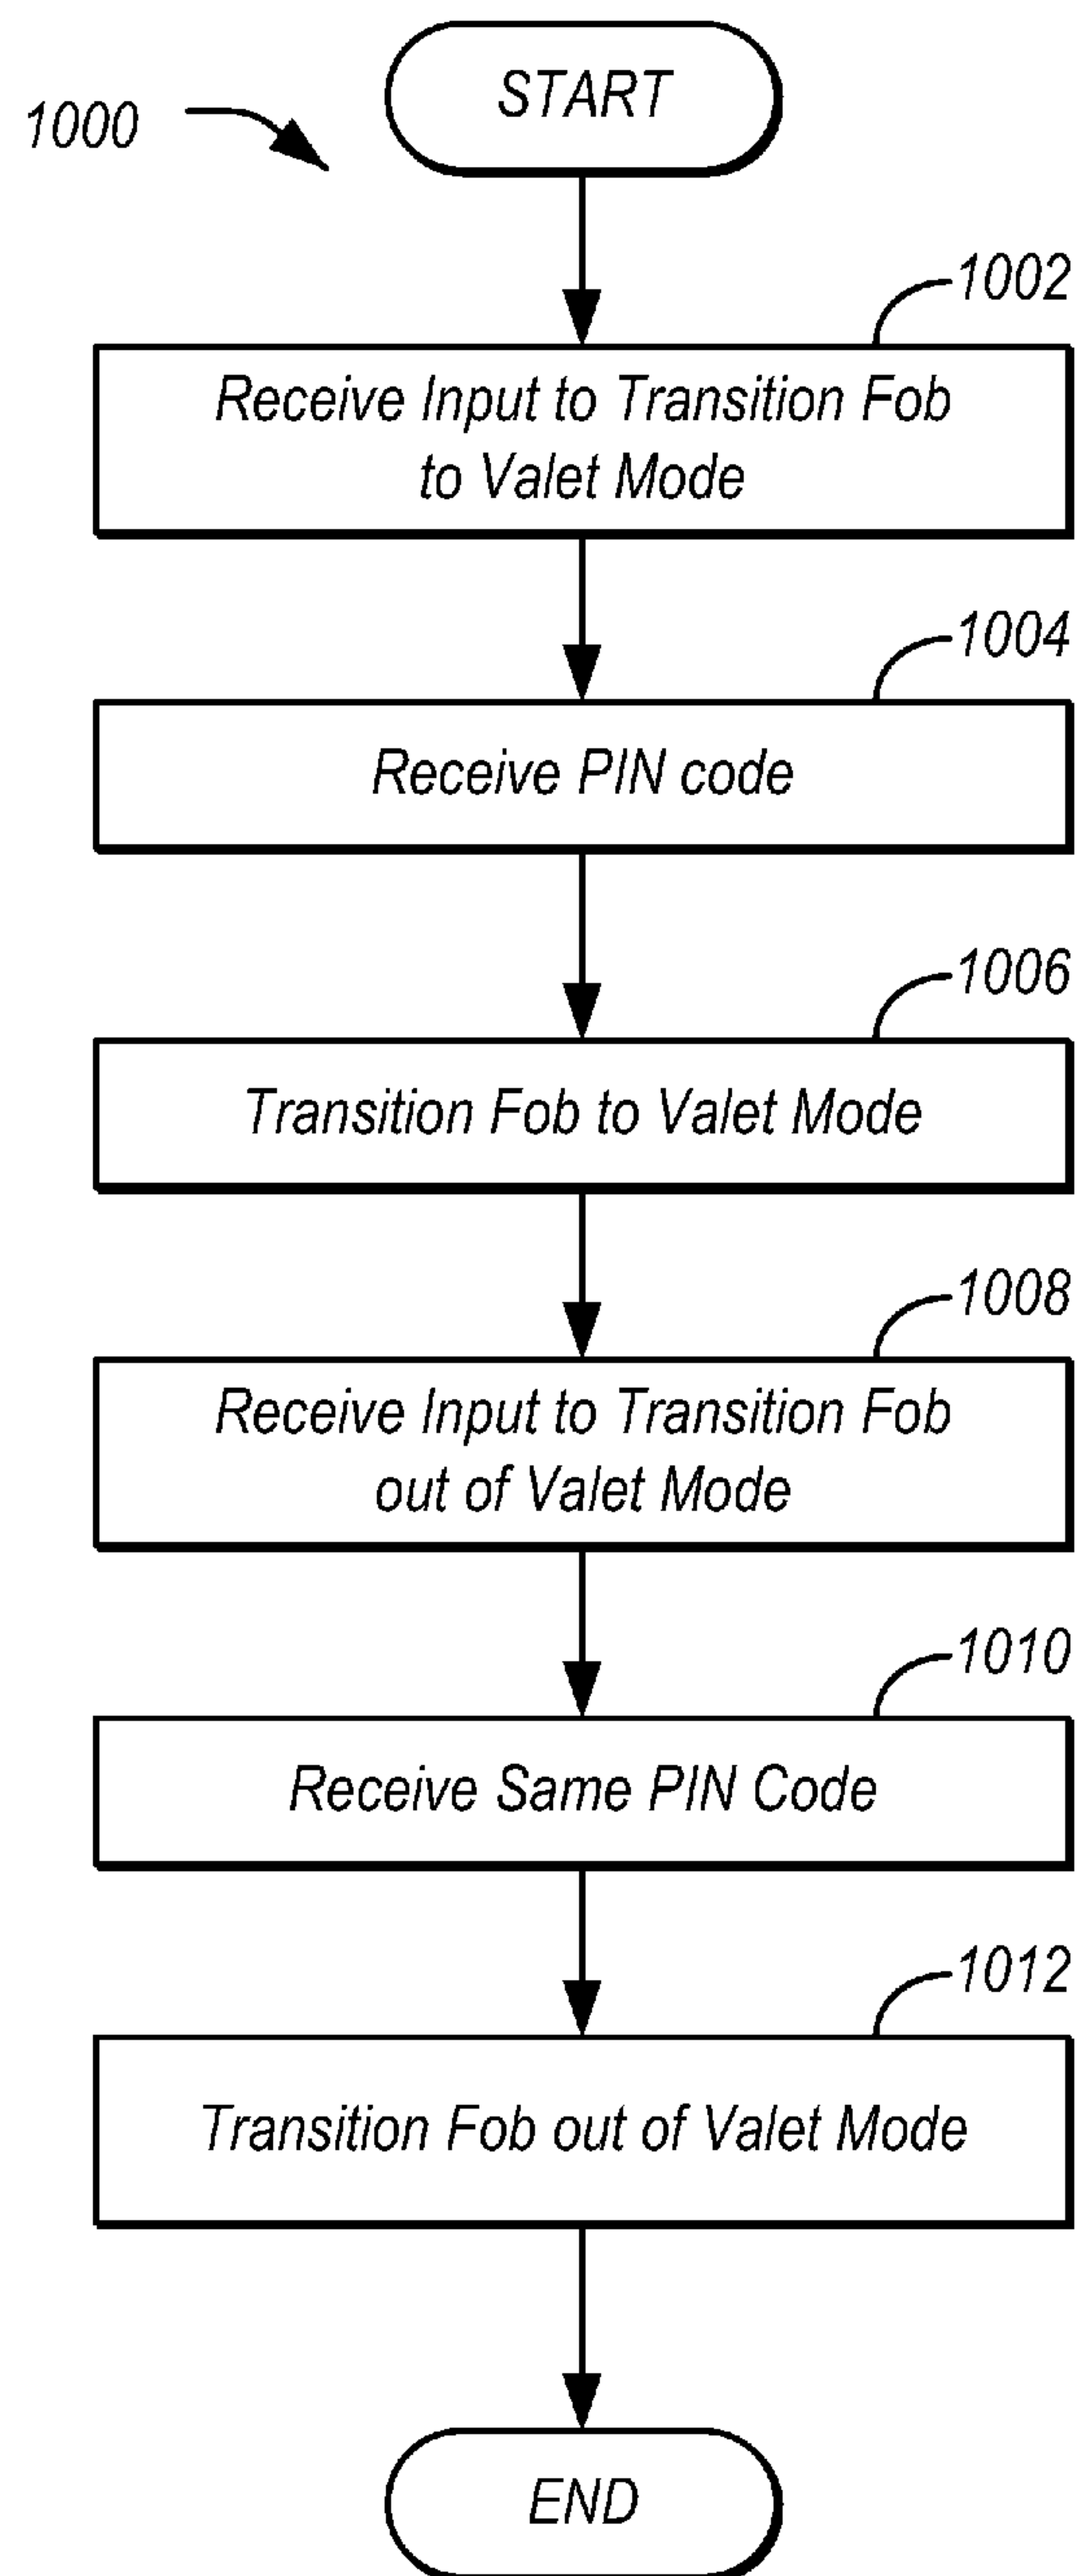 START
1000
1002
Receive Input to Transition Fob
to Valet Mode
1004
Receive PIN code
1006
Transition Fob to Valet Mode
1008
Receive Input to Transition Fob
out of Valet Mode
1010
Receive Same PIN Code
1012
Transition Fob out of Valet Mode
END